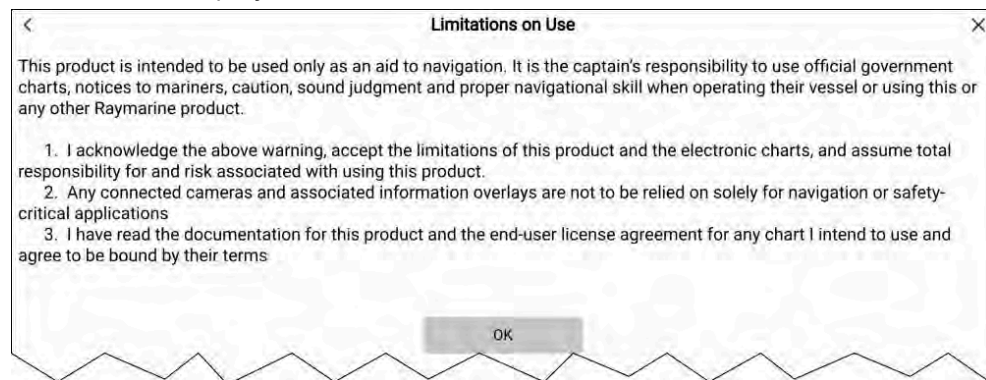 Limitations on Use
This product is intended to be used only as an aid to navigation. It is the captain's responsibility to use official government
charts, notices to mariners, caution, sound judgment and proper navigational skill when operating their vessel or using this or
any other Raymarine product.
1. I acknowledge the above warning, accept the limitations of this product and the electronic charts, and assume total
responsibility for and risk associated with using this product.
2. Any connected cameras and associated information overlays are not to be relied on solely for navigation or safety-
critical applications
3. I have read the documentation for this product and the end-user license agreement for any chart I intend to use and
agree to be bound by their terms
OK